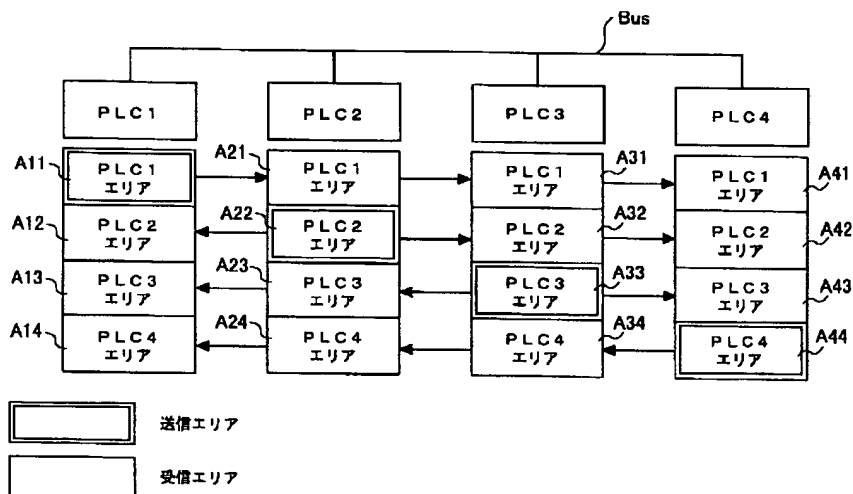 Bus
PLC1
PLC2
PLC3
PLC4
A11
PLC1
エリア
A21
PLC1
エリア
PLC1
エリア
A31
PLC1
エリア
A41
A12
PLC2
エリア
A22
PLC2
エリア
PLC2
エリア
A32
PLC2
エリア
A42
A13
PLC3
エリア
A23
PLC3
エリア
PLC3
エリア
A33
PLC3
エリア
A43
A14
PLC4
エリア
A24
PLC4
エリア
PLC4
エリア
A34
PLC4
エリア
A44
送信エリア
受信エリア